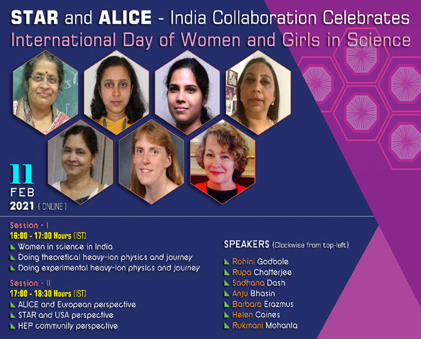 STAR and ALICE - India Collaboration Celebrates
International Day of Women and Girls in Science
11
FEB
2021 (ONLINE)
Session - I
16:00 - 17:00 Hours (IST)
Women in science in India
Doing theoretical heavy-ion physics and journey
Doing experimental heavy-ion physics and journey
Session - II
17:00 - 18:30 Hours (IST)
ALICE and European perspective
STAR and USA perspective
HEP community perspective
SPEAKERS (Clockwise from top-left)
Rohini Godbole
Rupa Chatterjee
Sadhana Dash
Anju Bhasin
Barbara Erazmus
Helen Caines
Rukmani Mohanta